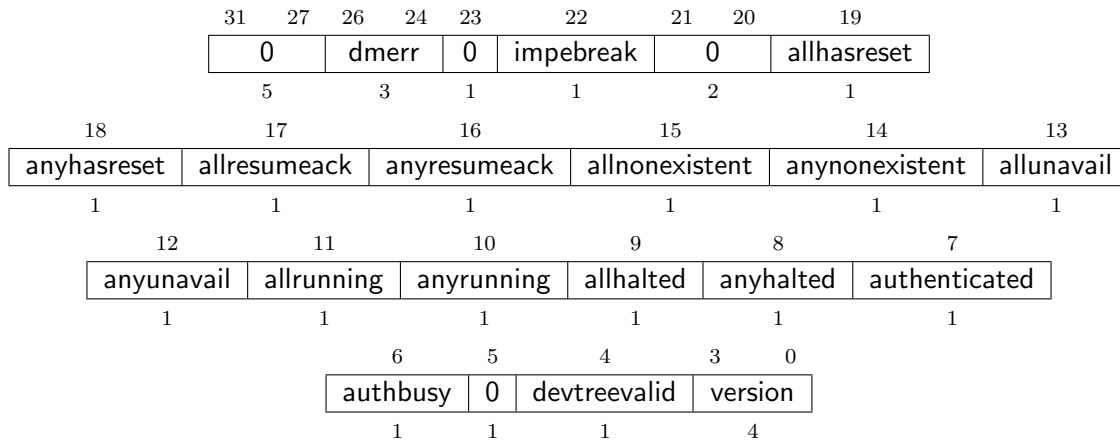 31 27 26 24 23 22 21 20 19
0 dmerr 0 impebreak 0 allhasreset
5 3 1 1 2 1
18 17 16 15 14 13
anyhasreset allresumeack anyresumeack allnonexistent anynonexistent allunavail
1 1 1 1 1 1
12 11 10 9 8 7
anyunavail allrunning anyrunning allhalted anyhalted authenticated
1 1 1 1 1 1
6 5 4 3 0
authbusy 0 devtreevalid version
1 1 1 4